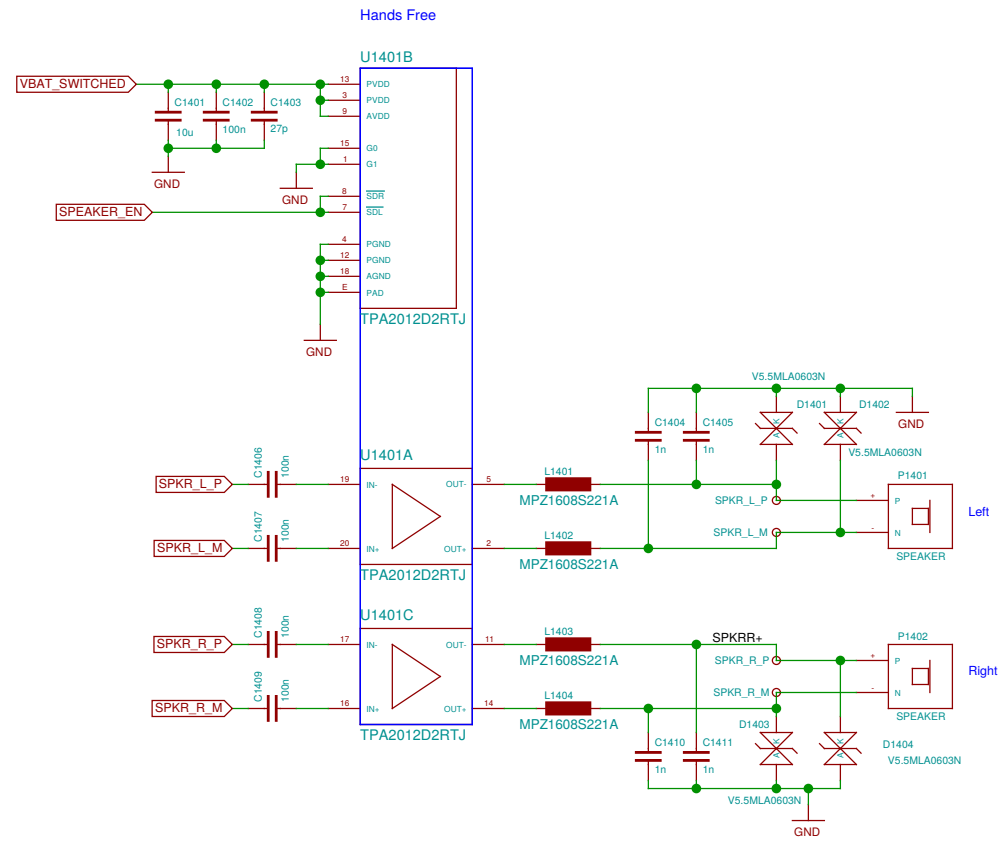 Hands Free
U1401B
VBAT_SWITCHED
C1401
10u
C1402
100n
C1403
27p
GND
13 PVDD
3 PVDD
9 AVDD
15 G0
1 G1
GND
SPEAKER_EN
8 SDR
7 SDL
4 PGND
12 PGND
18 AGND
E PAD
TPA2012D2RTJ
GND
V5.5MLA0603N
C1404
1n
C1405
1n
D1401
A K
D1402
A K
GND
V5.5MLA0603N
U1401A
SPKR_L_P
C1406
100n
19 IN-
OUT- 5
L1401
MPZ1608S221A
SPKR_L_P
SPKR_L_M
C1407
100n
20 IN+
OUT+ 2
L1402
MPZ1608S221A
SPKR_L_M
P1401
+ P
- N
SPEAKER
Left
TPA2012D2RTJ
U1401C
SPKR_R_P
C1408
100n
17 IN-
OUT- 11
L1403
MPZ1608S221A
SPKRR+
SPKR_R_P
SPKR_R_M
C1409
100n
16 IN+
OUT+ 14
L1404
MPZ1608S221A
SPKR_R_M
P1402
+ P
- N
SPEAKER
Right
TPA2012D2RTJ
C1410
1n
C1411
1n
D1403
A K
D1404
A K
V5.5MLA0603N
V5.5MLA0603N
GND